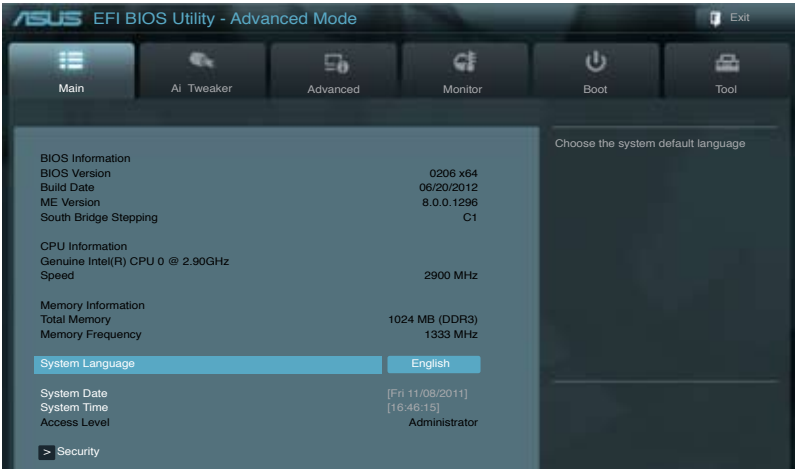 ASUS EFI BIOS Utility - Advanced Mode
Exit
Main
Ai Tweaker
Advanced
Monitor
Boot
Tool
Choose the system default language
BIOS Information
BIOS Version 0206 x64
Build Date 06/20/2012
ME Version 8.0.0.1296
South Bridge Stepping C1
CPU Information
Genuine Intel(R) CPU 0 @ 2.90GHz
Speed 2900 MHz
Memory Information
Total Memory 1024 MB (DDR3)
Memory Frequency 1333 MHz
System Language English
System Date [Fri 11/08/2011]
System Time [16:46:15]
Access Level Administrator
> Security